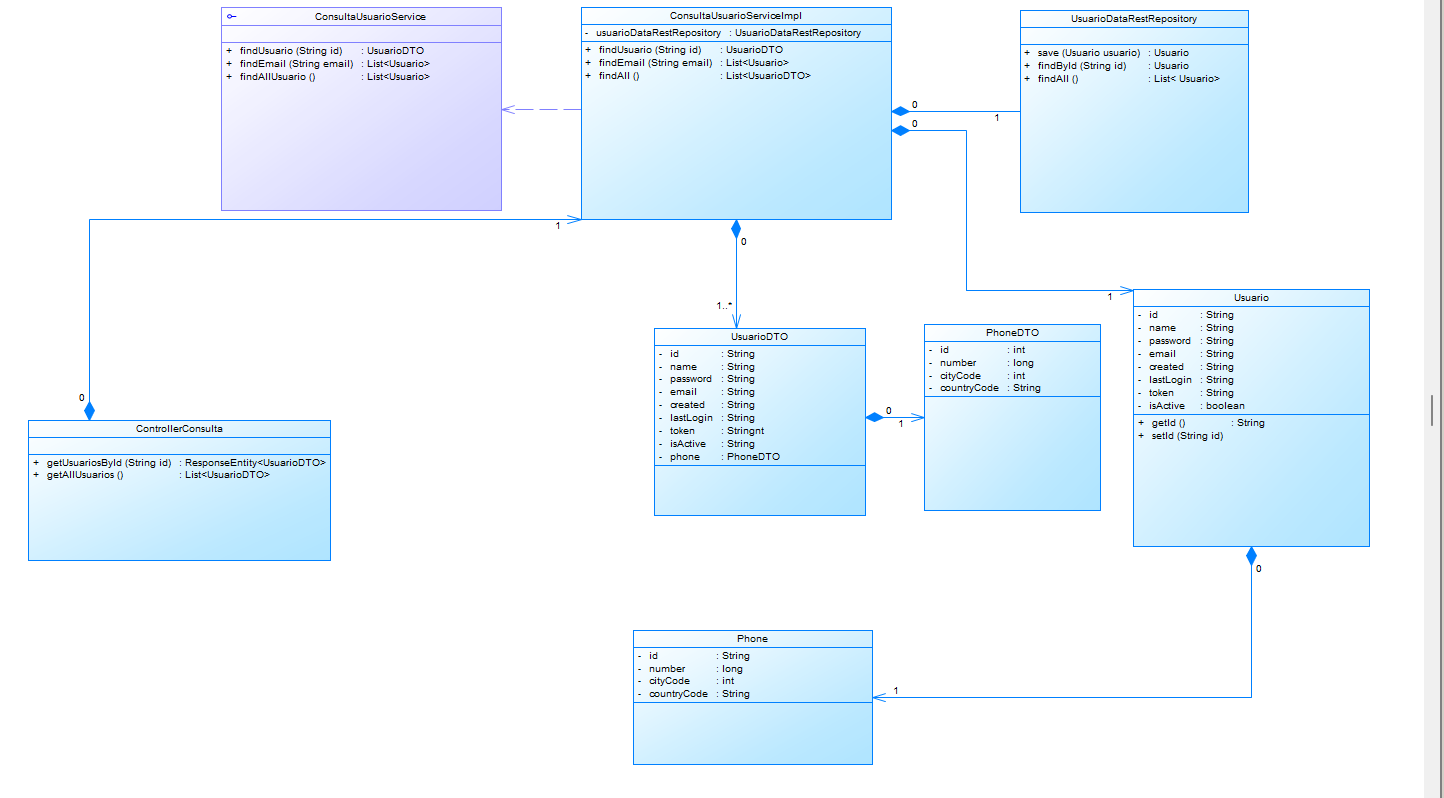 ConsultaUsuarioService
+ findUsuario (String id) : UsuarioDTO
+ findEmail (String email) : List<Usuario>
+ findAllUsuario () : List<Usuario>
ConsultaUsuarioServiceImpl
- usuarioDataRestRepository : UsuarioDataRestRepository
+ findUsuario (String id) : UsuarioDTO
+ findEmail (String email) : List<Usuario>
+ findAll () : List<UsuarioDTO>
UsuarioDataRestRepository
+ save (Usuario usuario) : Usuario
+ findById (String id) : Usuario
+ findAll () : List< Usuario>
0
1
0
1
1
0
0
1..*
ControllerConsulta
+ getUsuariosById (String id) : ResponseEntity<UsuarioDTO>
+ getAllUsuarios () : List<UsuarioDTO>
UsuarioDTO
- id : String
- name : String
- password : String
- email : String
- created : String
- lastLogin : String
- token : Stringnt
- isActive : String
- phone : PhoneDTO
0
1
PhoneDTO
- id : int
- number : long
- cityCode : int
- countryCode : String
Usuario
- id : String
- name : String
- password : String
- email : String
- created : String
- lastLogin : String
- token : String
- isActive : boolean
+ getId () : String
+ setId (String id)
0
1
Phone
- id : String
- number : long
- cityCode : int
- countryCode : String